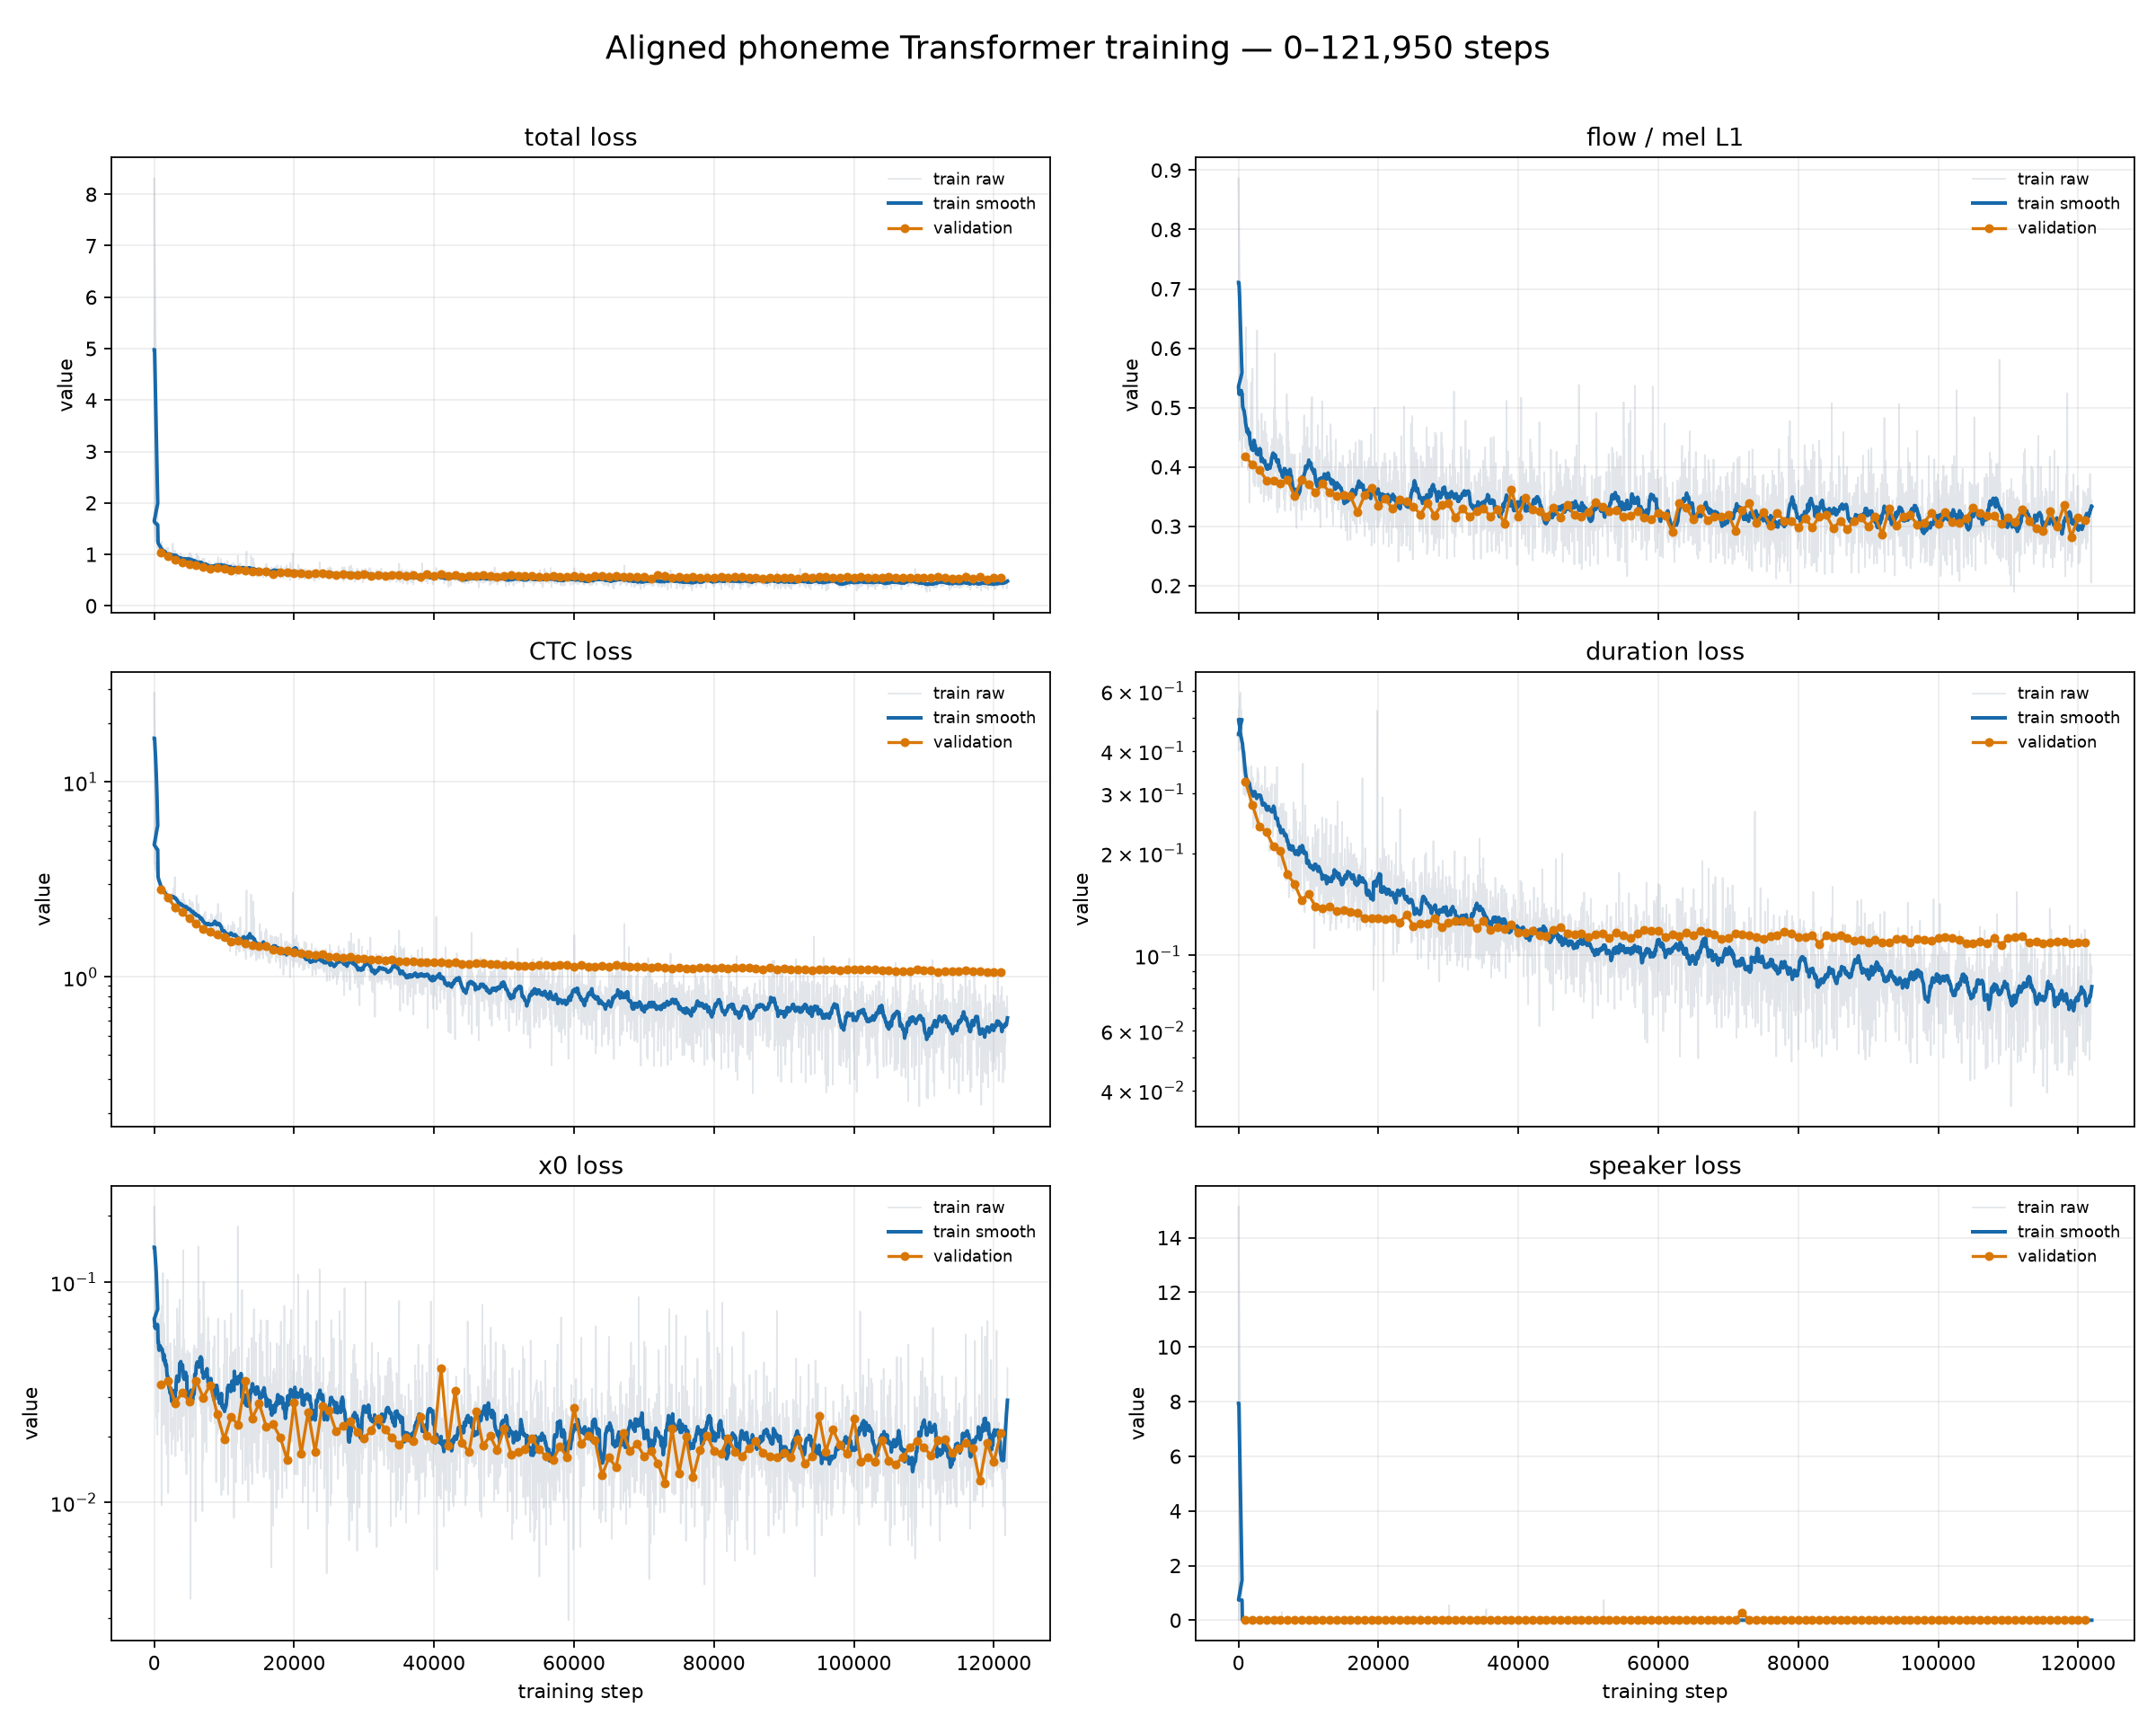 Aligned phoneme Transformer training — 0–121,950 steps
total loss
value
8
7
6
5
4
3
2
1
0
train raw
train smooth
validation
flow / mel L1
value
0.9
0.8
0.7
0.6
0.5
0.4
0.3
0.2
train raw
train smooth
validation
CTC loss
value
10¹
10⁰
train raw
train smooth
validation
duration loss
value
6 × 10⁻¹
4 × 10⁻¹
3 × 10⁻¹
2 × 10⁻¹
10⁻¹
6 × 10⁻²
4 × 10⁻²
train raw
train smooth
validation
x0 loss
value
10⁻¹
10⁻²
train raw
train smooth
validation
0 20000 40000 60000 80000 100000 120000
training step
speaker loss
value
14
12
10
8
6
4
2
0
train raw
train smooth
validation
0 20000 40000 60000 80000 100000 120000
training step